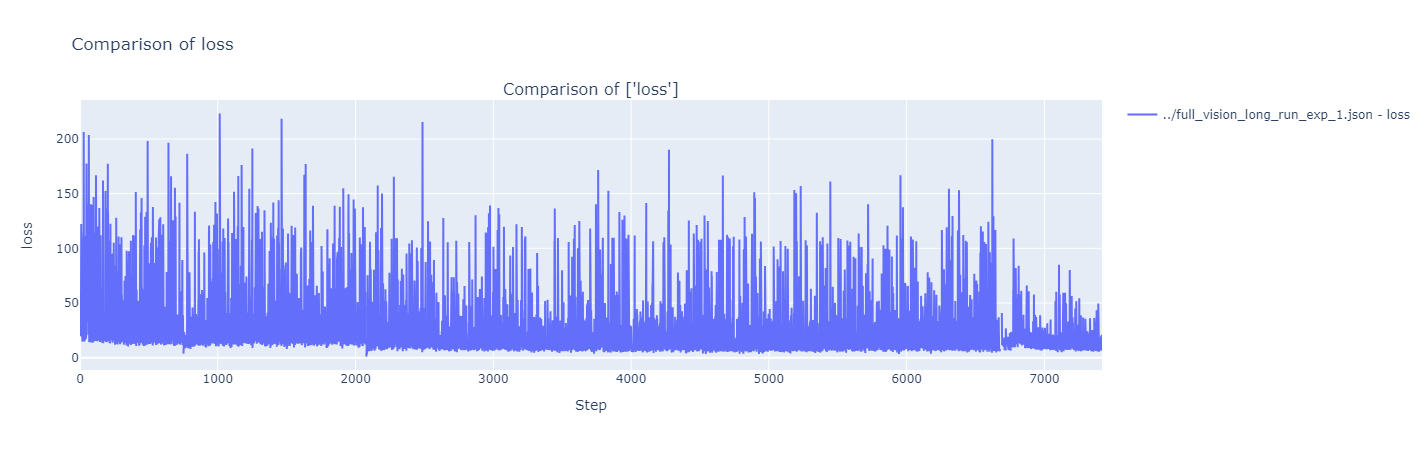 Comparison of loss
Comparison of ['loss']
../full_vision_long_run_exp_1.json - loss
200
150
100
50
0
loss
0 1000 2000 3000 4000 5000 6000 7000
Step